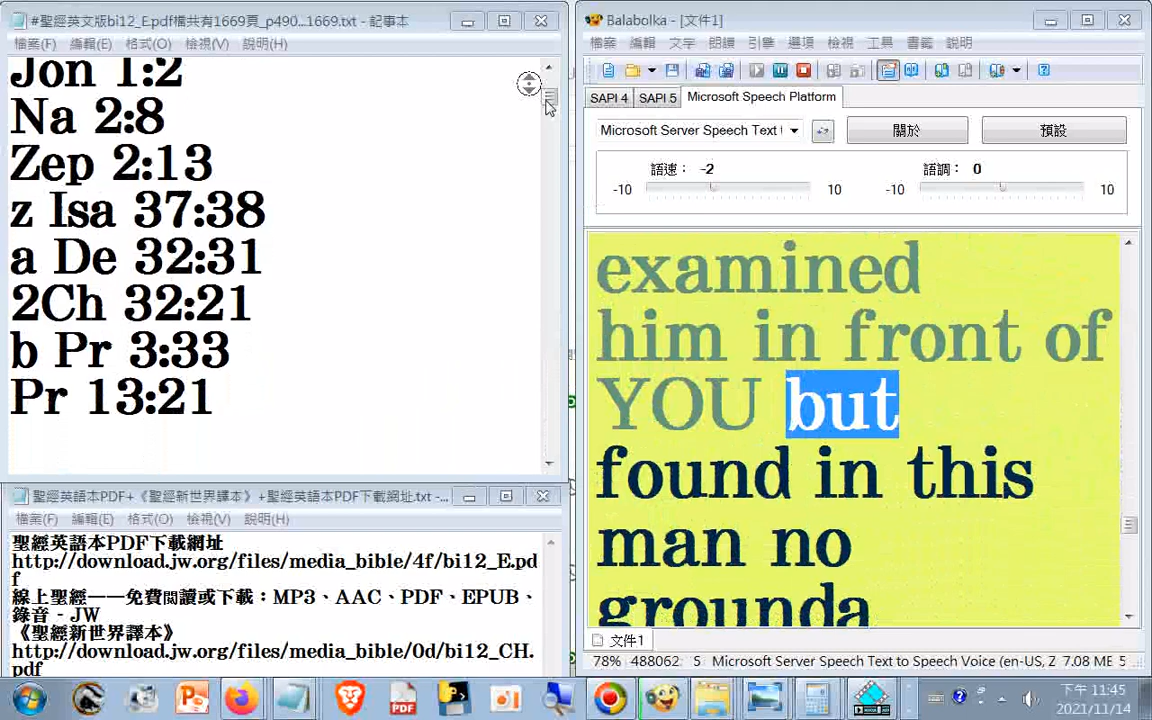 #聖經英文版bi12_E.pdf檔共有1669頁_p490...1669.txt - 記事本
檔案(F) 編輯(E) 格式(O) 檢視(V) 說明(H)
Jon 1:2
Na 2:8
Zep 2:13
z Isa 37:38
a De 32:31
2Ch 32:21
b Pr 3:33
Pr 13:21
聖經英語本PDF+《聖經新世界譯本》+聖經英語本PDF下載網址.txt -...
檔案(F) 編輯(E) 格式(O) 檢視(V) 說明(H)
聖經英語本PDF下載網址
http://download.jw.org/files/media_bible/4f/bi12_E.pd
f
線上聖經——免費閱讀或下載：MP3、AAC、PDF、EPUB、
錄音 - JW
《聖經新世界譯本》
http://download.jw.org/files/media_bible/0d/bi12_CH.
pdf
Balabolka - [文件1]
檔案 編輯 文字 朗讀 引擎 選項 檢視 工具 書籤 說明
SAPI 4 SAPI 5 Microsoft Speech Platform
Microsoft Server Speech Text 關於 預設
語速： -2 語調： 0
-10 10 -10 10
examined
him in front of
YOU but
found in this
man no
grounda
文件1
78% 488062 5 Microsoft Server Speech Text to Speech Voice (en-US, Z 7.08 ME 5
PDF
下午 11:45
2021/11/14